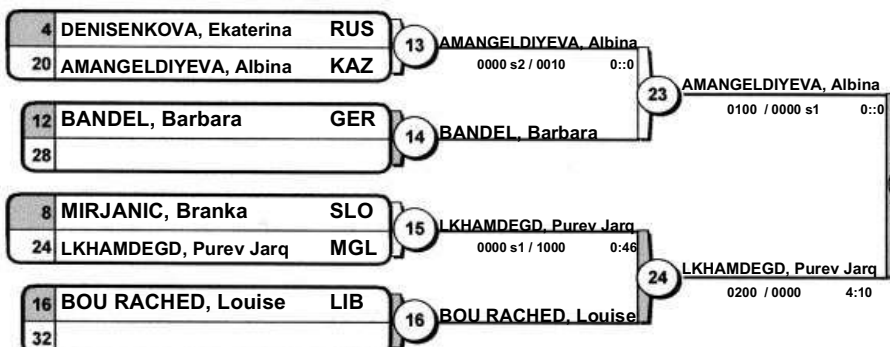 4 DENISENKOVA, Ekaterina RUS
20 AMANGELDIYEVA, Albina KAZ
13
AMANGELDIYEVA, Albina
0000 s2 / 0010 0::0
12 BANDEL, Barbara GER
28
14
BANDEL, Barbara
23
AMANGELDIYEVA, Albina
0100 / 0000 s1 0::0
8 MIRJANIC, Branka SLO
24 LKHAMDEGD, Purev Jarq MGL
15
LKHAMDEGD, Purev Jarq
0000 s1 / 1000 0:46
16 BOU RACHED, Louise LIB
32
16
BOU RACHED, Louise
24
LKHAMDEGD, Purev Jarq
0200 / 0000 4:10